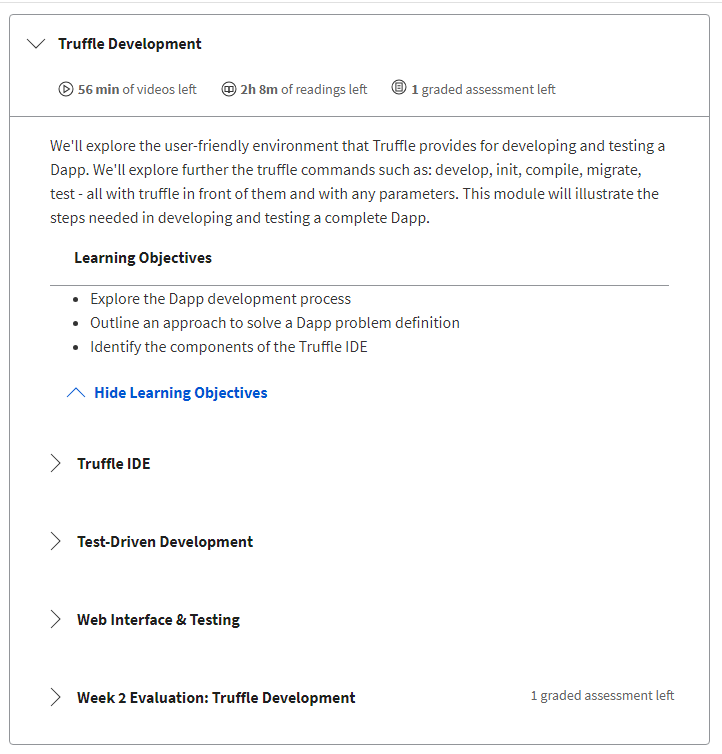 Truffle Development
56 min of videos left 2h 8m of readings left 1 graded assessment left
We'll explore the user-friendly environment that Truffle provides for developing and testing a
Dapp. We'll explore further the truffle commands such as: develop, init, compile, migrate,
test - all with truffle in front of them and with any parameters. This module will illustrate the
steps needed in developing and testing a complete Dapp.
Learning Objectives
• Explore the Dapp development process
• Outline an approach to solve a Dapp problem definition
• Identify the components of the Truffle IDE
Hide Learning Objectives
Truffle IDE
Test-Driven Development
Web Interface & Testing
Week 2 Evaluation: Truffle Development 1 graded assessment left